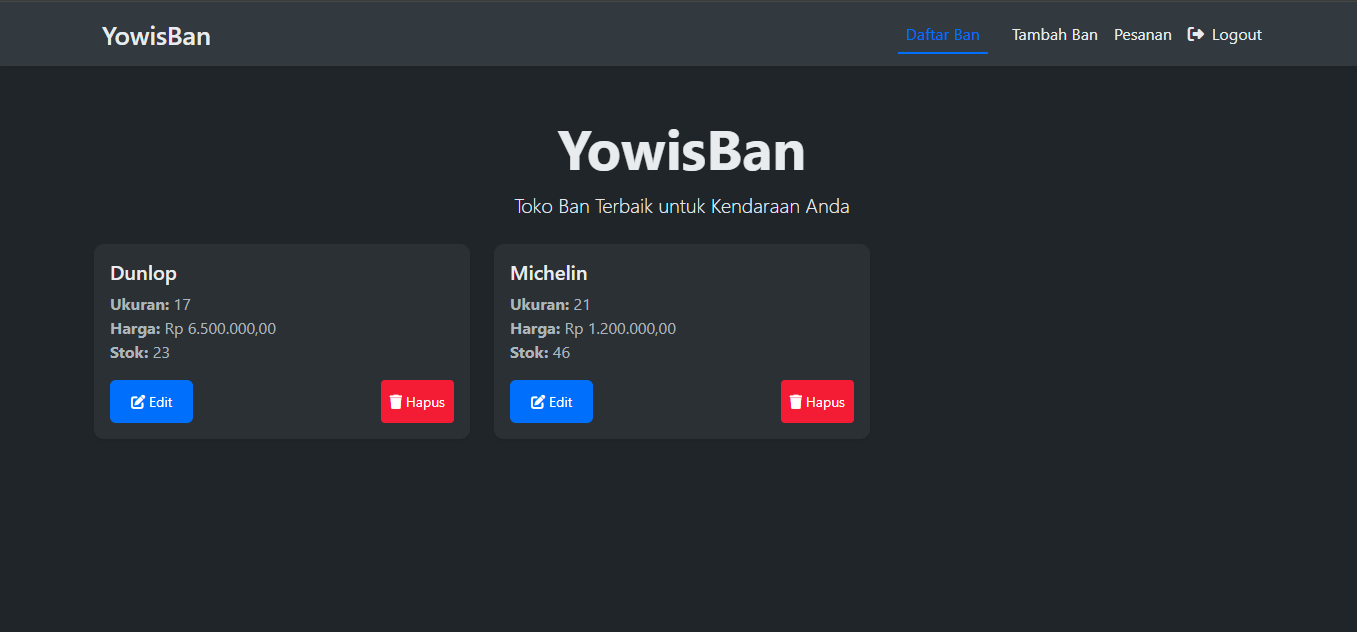 YowisBan
Daftar Ban Tambah Ban Pesanan Logout
YowisBan
Toko Ban Terbaik untuk Kendaraan Anda
Dunlop
Ukuran: 17
Harga: Rp 6.500.000,00
Stok: 23
Edit Hapus
Michelin
Ukuran: 21
Harga: Rp 1.200.000,00
Stok: 46
Edit Hapus